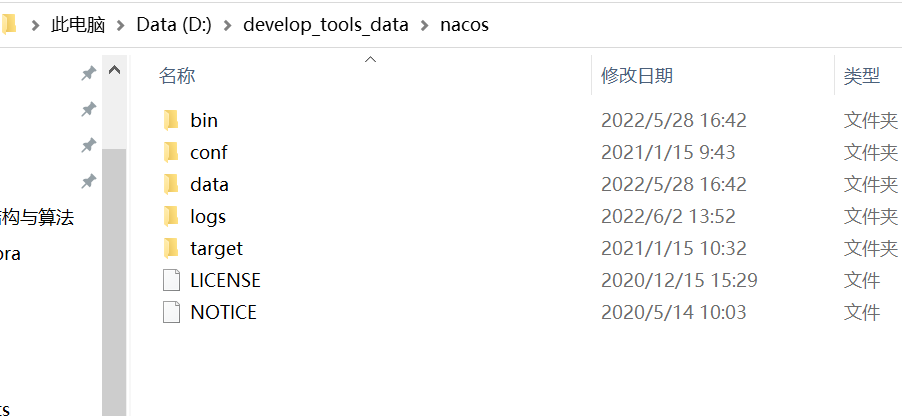 此电脑 > Data (D:) > develop_tools_data > nacos
名称 修改日期 类型
bin 2022/5/28 16:42 文件夹
conf 2021/1/15 9:43 文件夹
data 2022/5/28 16:42 文件夹
logs 2022/6/2 13:52 文件夹
结构与算法
target 2021/1/15 10:32 文件夹
ora
LICENSE 2020/12/15 15:29 文件
NOTICE 2020/5/14 10:03 文件
ts